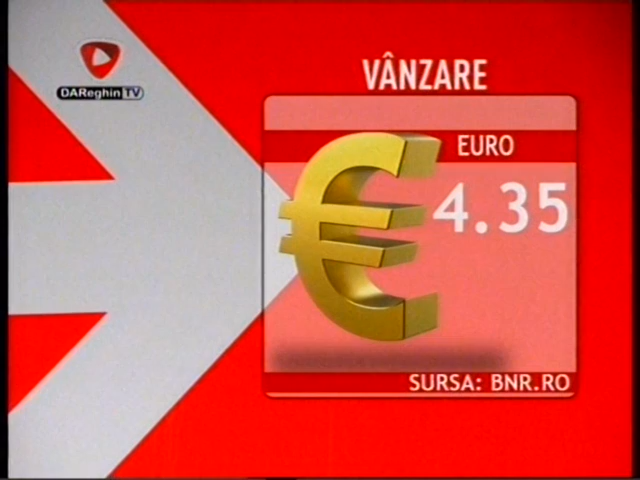 DAReghin TV
VÂNZARE
EURO
4.35
SURSA: BNR.RO